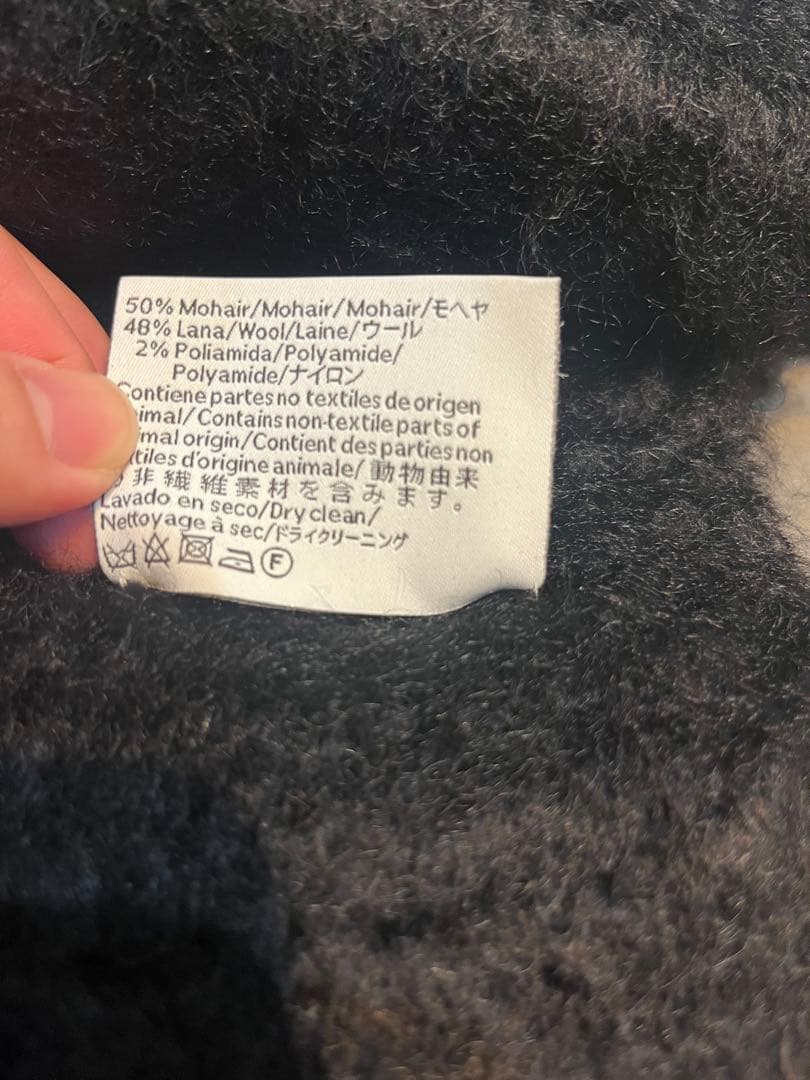 50% Mohair/Mohair/Mohair/モヘヤ
48% Lana/Wool/Laine/ウール
2% Poliamida/Polyamide/
Polyamide/ナイロン
Contiene partes no textiles de origen
imal/Contains non-textile parts of
imal origin/Contient des parties non
tiles d'origine animale/動物由来
非繊維素材を含みます。
Lavado en seco/Dry clean/
Nettoyage à sec/ドライクリーニング
F